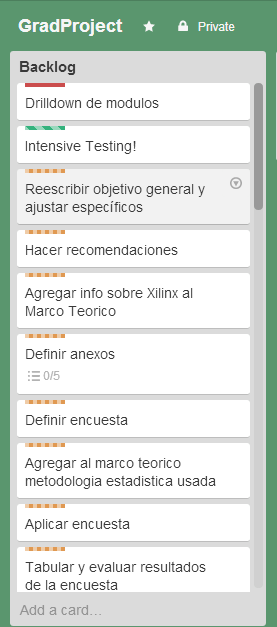 GradProject Private
Backlog
Drilldown de modulos
Intensive Testing!
Reescribir objetivo general y
ajustar específicos
Hacer recomendaciones
Agregar info sobre Xilinx al
Marco Teorico
Definir anexos
0/5
Definir encuesta
Agregar al marco teorico
metodologia estadistica usada
Aplicar encuesta
Tabular y evaluar resultados
de la encuesta
Add a card...